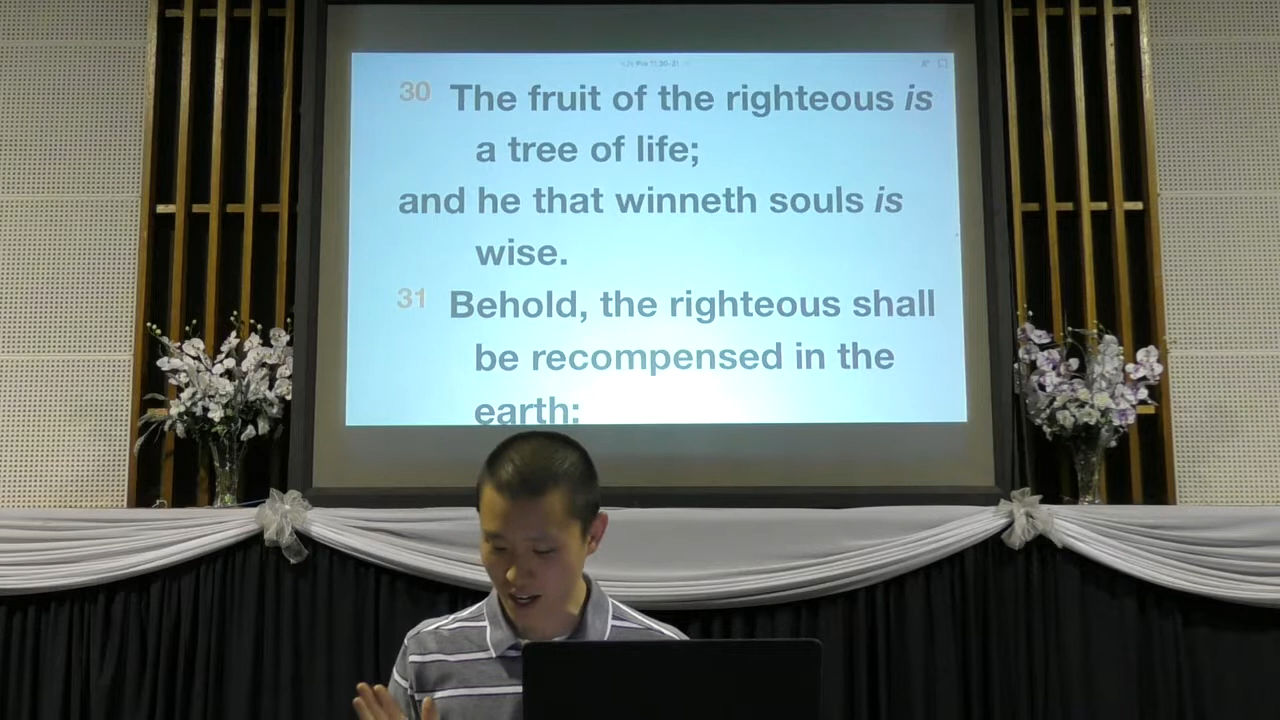 30 The fruit of the righteous is
a tree of life;
and he that winneth souls is
wise.
31 Behold, the righteous shall
be recompensed in the
earth: